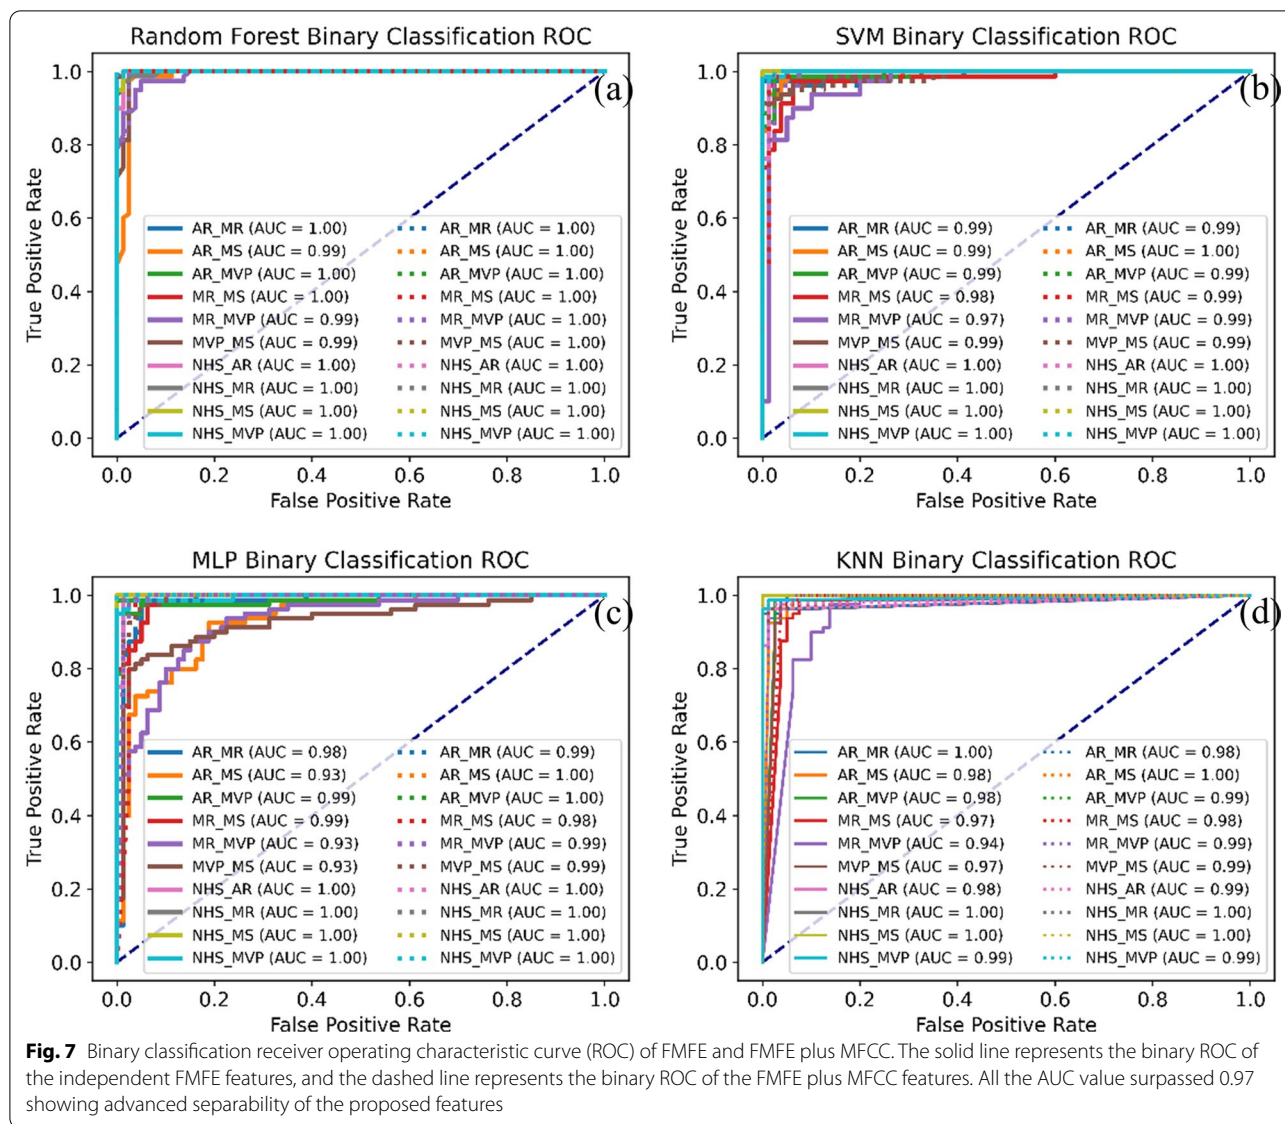 Random Forest Binary Classification ROC
(a)
True Positive Rate
1.0
0.8
0.6
0.4
0.2
0.0
AR_MR (AUC = 1.00)
AR_MS (AUC = 0.99)
AR_MVP (AUC = 1.00)
MR_MS (AUC = 1.00)
MR_MVP (AUC = 0.99)
MVP_MS (AUC = 0.99)
NHS_AR (AUC = 1.00)
NHS_MR (AUC = 1.00)
NHS_MS (AUC = 1.00)
NHS_MVP (AUC = 1.00)
AR_MR (AUC = 1.00)
AR_MS (AUC = 1.00)
AR_MVP (AUC = 1.00)
MR_MS (AUC = 1.00)
MR_MVP (AUC = 1.00)
MVP_MS (AUC = 1.00)
NHS_AR (AUC = 1.00)
NHS_MR (AUC = 1.00)
NHS_MS (AUC = 1.00)
NHS_MVP (AUC = 1.00)
0.0 0.2 0.4 0.6 0.8 1.0
False Positive Rate
SVM Binary Classification ROC
(b)
True Positive Rate
1.0
0.8
0.6
0.4
0.2
0.0
AR_MR (AUC = 0.99)
AR_MS (AUC = 0.99)
AR_MVP (AUC = 0.99)
MR_MS (AUC = 0.98)
MR_MVP (AUC = 0.97)
MVP_MS (AUC = 0.99)
NHS_AR (AUC = 1.00)
NHS_MR (AUC = 1.00)
NHS_MS (AUC = 1.00)
NHS_MVP (AUC = 1.00)
AR_MR (AUC = 0.99)
AR_MS (AUC = 1.00)
AR_MVP (AUC = 0.99)
MR_MS (AUC = 0.99)
MR_MVP (AUC = 0.99)
MVP_MS (AUC = 0.99)
NHS_AR (AUC = 1.00)
NHS_MR (AUC = 1.00)
NHS_MS (AUC = 1.00)
NHS_MVP (AUC = 1.00)
0.0 0.2 0.4 0.6 0.8 1.0
False Positive Rate
MLP Binary Classification ROC
(c)
True Positive Rate
1.0
0.8
0.6
0.4
0.2
0.0
AR_MR (AUC = 0.98)
AR_MS (AUC = 0.93)
AR_MVP (AUC = 0.99)
MR_MS (AUC = 0.99)
MR_MVP (AUC = 0.93)
MVP_MS (AUC = 0.93)
NHS_AR (AUC = 1.00)
NHS_MR (AUC = 1.00)
NHS_MS (AUC = 1.00)
NHS_MVP (AUC = 1.00)
AR_MR (AUC = 0.99)
AR_MS (AUC = 1.00)
AR_MVP (AUC = 1.00)
MR_MS (AUC = 0.98)
MR_MVP (AUC = 0.99)
MVP_MS (AUC = 0.99)
NHS_AR (AUC = 1.00)
NHS_MR (AUC = 1.00)
NHS_MS (AUC = 1.00)
NHS_MVP (AUC = 1.00)
0.0 0.2 0.4 0.6 0.8 1.0
False Positive Rate
KNN Binary Classification ROC
(d)
True Positive Rate
1.0
0.8
0.6
0.4
0.2
0.0
AR_MR (AUC = 1.00)
AR_MS (AUC = 0.98)
AR_MVP (AUC = 0.98)
MR_MS (AUC = 0.97)
MR_MVP (AUC = 0.94)
MVP_MS (AUC = 0.97)
NHS_AR (AUC = 0.98)
NHS_MR (AUC = 1.00)
NHS_MS (AUC = 1.00)
NHS_MVP (AUC = 0.99)
AR_MR (AUC = 0.98)
AR_MS (AUC = 1.00)
AR_MVP (AUC = 0.99)
MR_MS (AUC = 0.98)
MR_MVP (AUC = 0.99)
MVP_MS (AUC = 0.99)
NHS_AR (AUC = 0.99)
NHS_MR (AUC = 1.00)
NHS_MS (AUC = 1.00)
NHS_MVP (AUC = 0.99)
0.0 0.2 0.4 0.6 0.8 1.0
False Positive Rate
Fig. 7 Binary classification receiver operating characteristic curve (ROC) of FMFE and FMFE plus MFCC. The solid line represents the binary ROC of
the independent FMFE features, and the dashed line represents the binary ROC of the FMFE plus MFCC features. All the AUC value surpassed 0.97
showing advanced separability of the proposed features